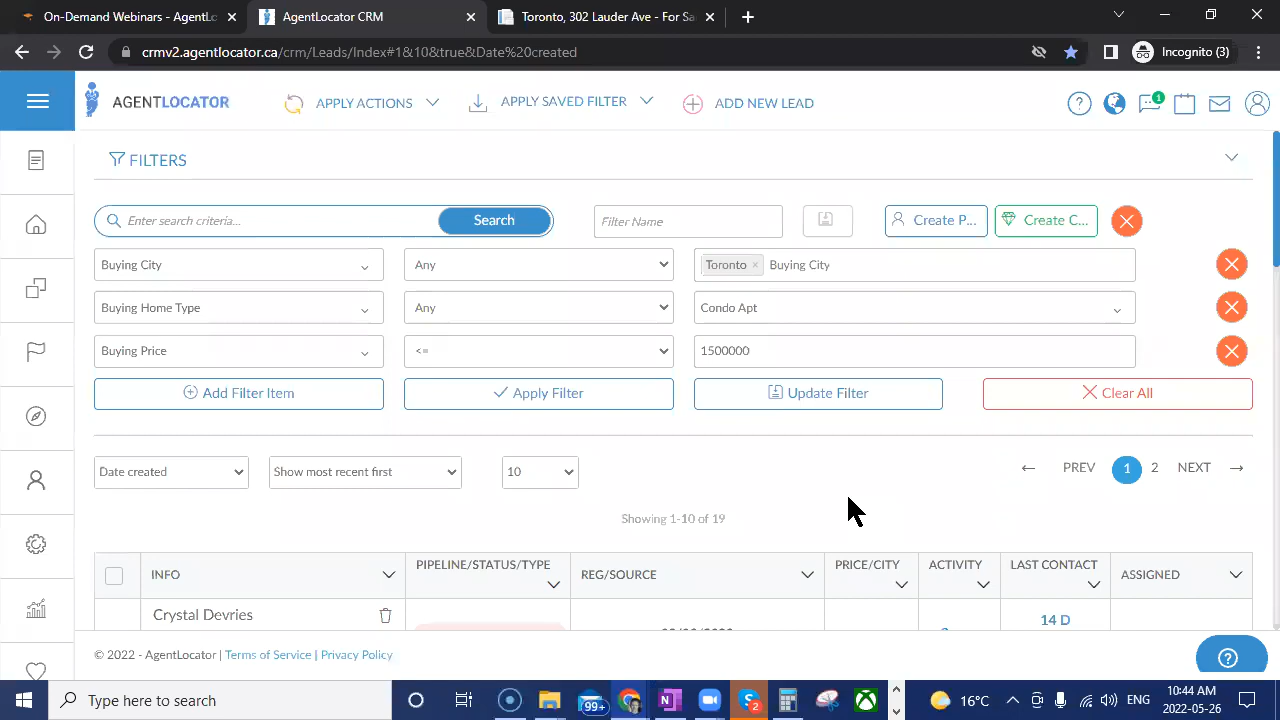 On-Demand Webinars - AgentLo
AgentLocator CRM
Toronto, 302 Lauder Ave - For Sa
crmv2.agentlocator.ca/crm/Leads/Index#1&10&true&Date%20created
Incognito (3)
AGENTLOCATOR
APPLY ACTIONS
APPLY SAVED FILTER
ADD NEW LEAD
1
FILTERS
Enter search criteria...
Search
Filter Name
Create P...
Create C...
Buying City
Any
Toronto × Buying City
Buying Home Type
Any
Condo Apt
Buying Price
<=
1500000
Add Filter Item
Apply Filter
Update Filter
Clear All
Date created
Show most recent first
10
← PREV 1 2 NEXT →
Showing 1-10 of 19
INFO
PIPELINE/STATUS/TYPE
REG/SOURCE
PRICE/CITY
ACTIVITY
LAST CONTACT
ASSIGNED
Crystal Devries
14 D
© 2022 - AgentLocator | Terms of Service | Privacy Policy
Type here to search
99+
2
16°C
ENG
10:44 AM
2022-05-26